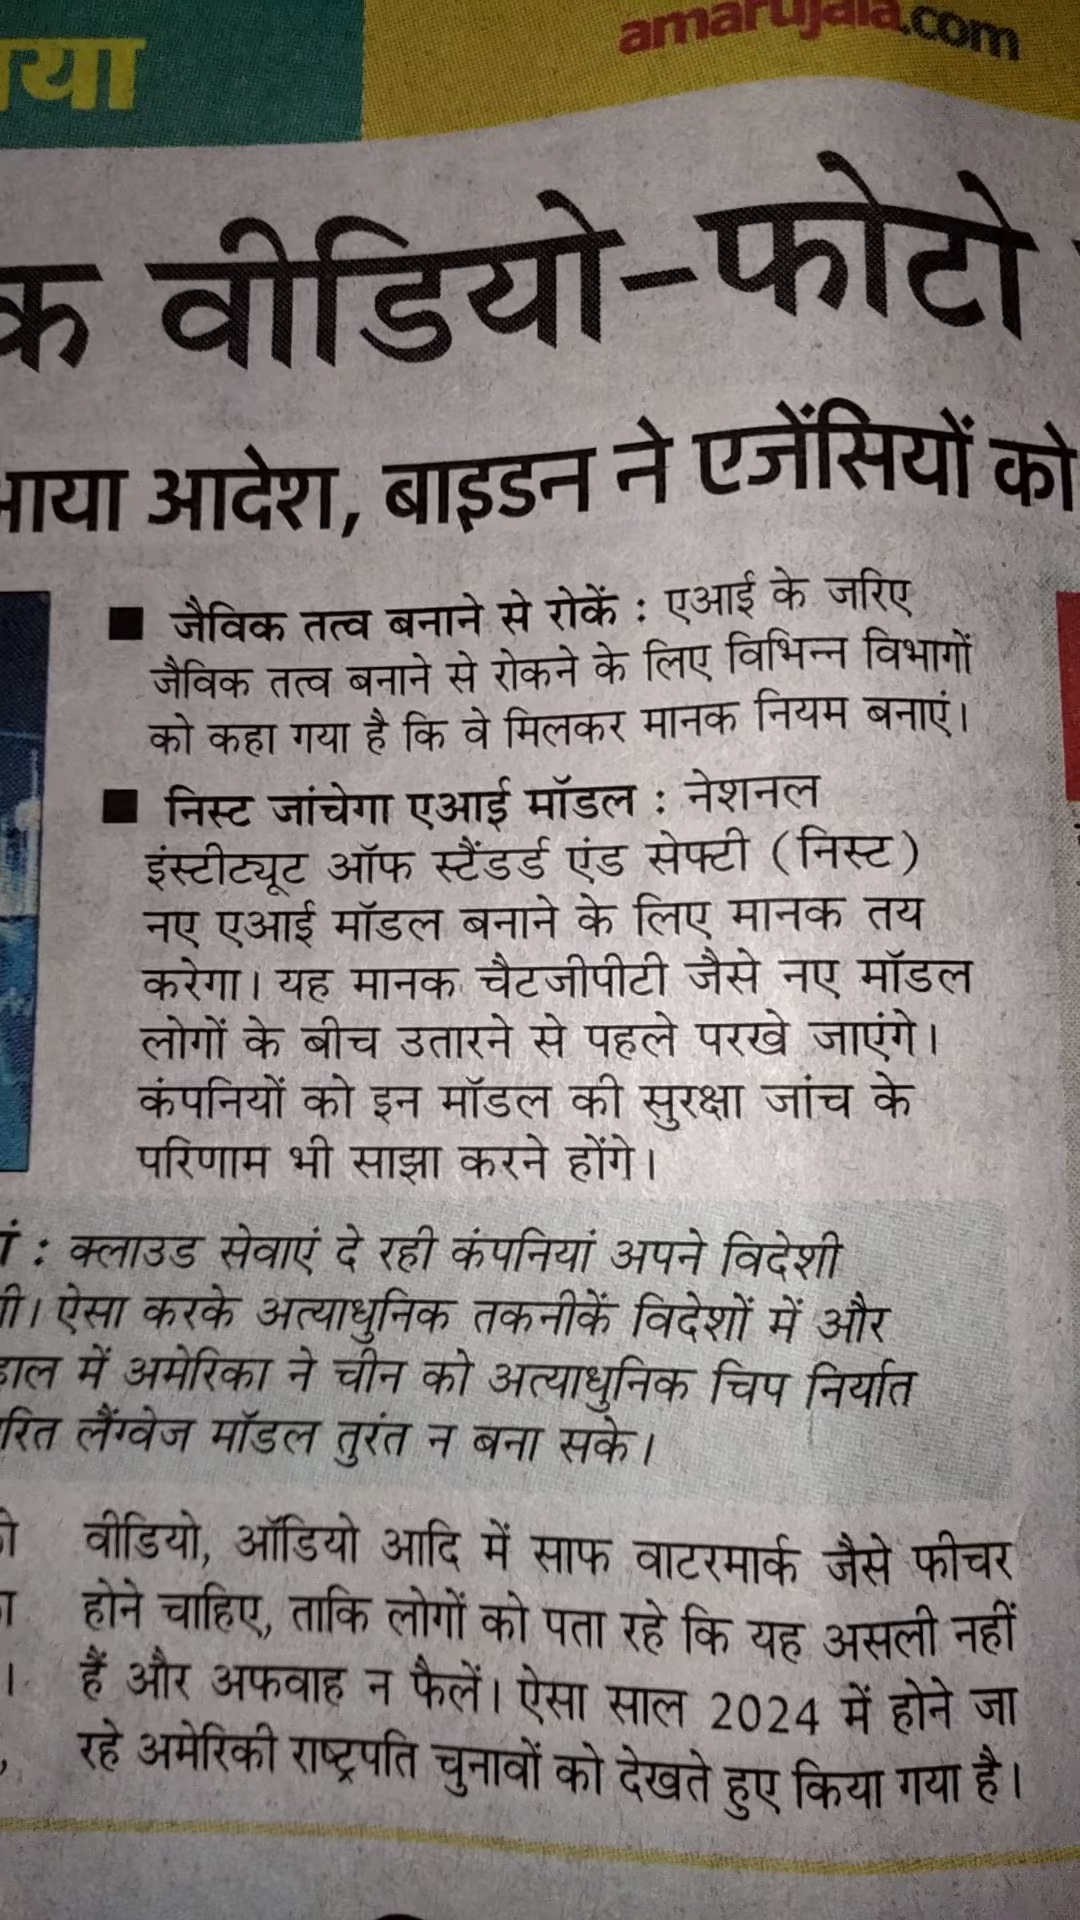 amarujala.com
वीडियो-फोटो
आदेश, बाइडन ने एजेंसियों को
■ जैविक तत्व बनाने से रोकें : एआई के जरिए
जैविक तत्व बनाने से रोकने के लिए विभिन्न विभागों
को कहा गया है कि वे मिलकर मानक नियम बनाएं।
■ निस्ट जांचेगा एआई मॉडल : नेशनल
इंस्टीट्यूट ऑफ स्टैंडर्ड एंड सेफ्टी (निस्ट)
नए एआई मॉडल बनाने के लिए मानक तय
करेगा। यह मानक चैटजीपीटी जैसे नए मॉडल
लोगों के बीच उतारने से पहले परखे जाएंगे।
कंपनियों को इन मॉडल की सुरक्षा जांच के
परिणाम भी साझा करने होंगे।
: क्लाउड सेवाएं दे रही कंपनियां अपने विदेशी
ऐसा करके अत्याधुनिक तकनीकें विदेशों में और
में अमेरिका ने चीन को अत्याधुनिक चिप निर्यात
लैंग्वेज मॉडल तुरंत न बना सके।
वीडियो, ऑडियो आदि में साफ वाटरमार्क जैसे फीचर
होने चाहिए, ताकि लोगों को पता रहे कि यह असली नहीं
हैं और अफवाह न फैलें। ऐसा साल 2024 में होने जा
रहे अमेरिकी राष्ट्रपति चुनावों को देखते हुए किया गया है।